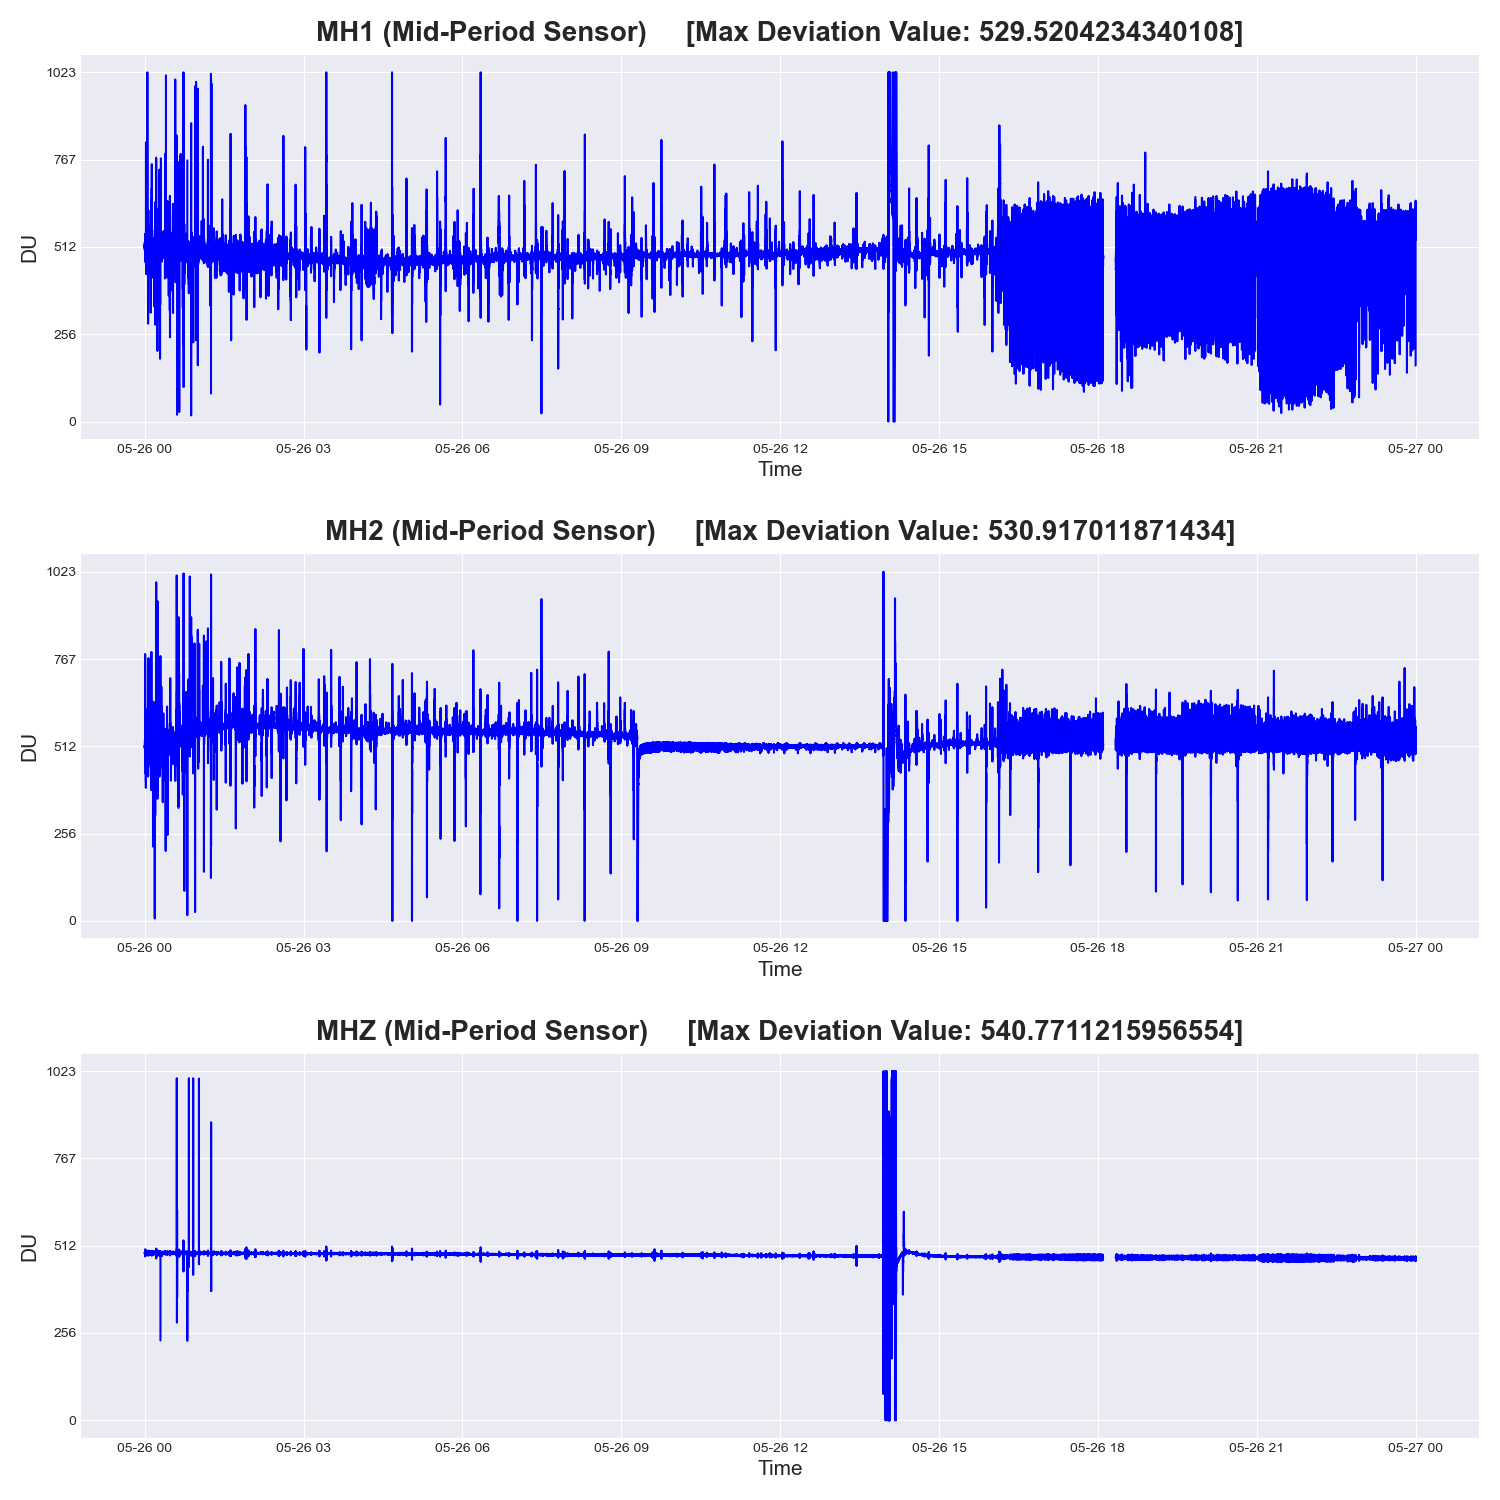 MH1 (Mid-Period Sensor) [Max Deviation Value: 529.5204234340108]
1023
767
512
256
0
DU
05-26 00 05-26 03 05-26 06 05-26 09 05-26 12 05-26 15 05-26 18 05-26 21 05-27 00
Time
MH2 (Mid-Period Sensor) [Max Deviation Value: 530.917011871434]
1023
767
512
256
0
DU
05-26 00 05-26 03 05-26 06 05-26 09 05-26 12 05-26 15 05-26 18 05-26 21 05-27 00
Time
MHZ (Mid-Period Sensor) [Max Deviation Value: 540.7711215956554]
1023
767
512
256
0
DU
05-26 00 05-26 03 05-26 06 05-26 09 05-26 12 05-26 15 05-26 18 05-26 21 05-27 00
Time